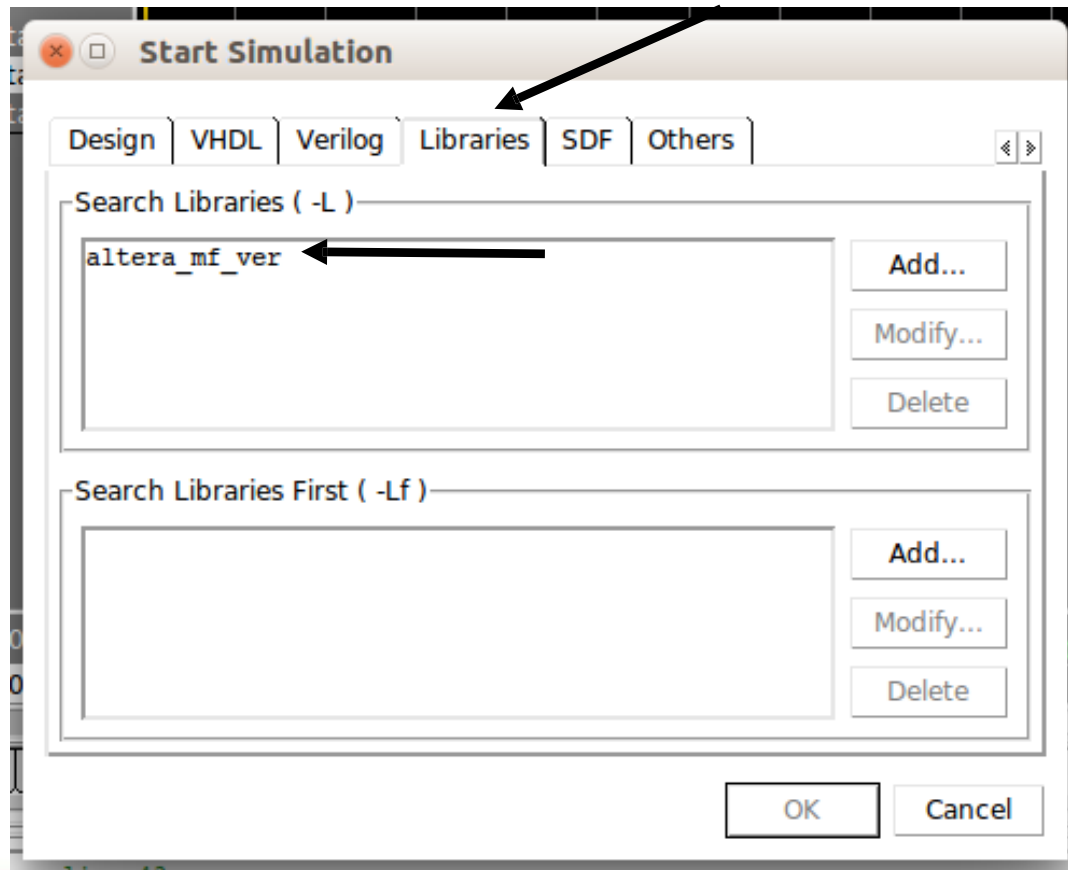 Start Simulation
Design VHDL Verilog Libraries SDF Others
Search Libraries ( -L )
altera_mf_ver
Add...
Modify...
Delete
Search Libraries First ( -Lf )
Add...
Modify...
Delete
OK Cancel